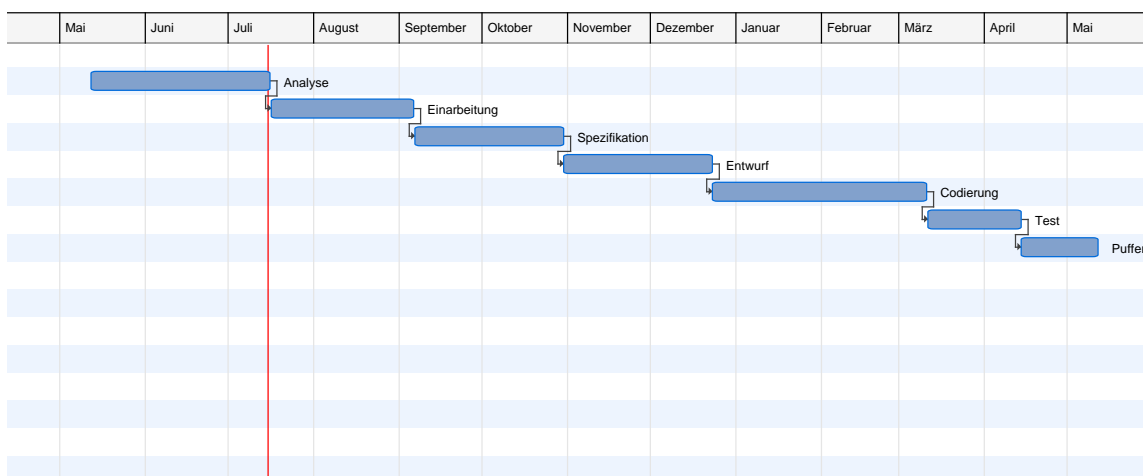 Mai Juni Juli August September Oktober November Dezember Januar Februar März April Mai
Analyse
Einarbeitung
Spezifikation
Entwurf
Codierung
Test
Puffer